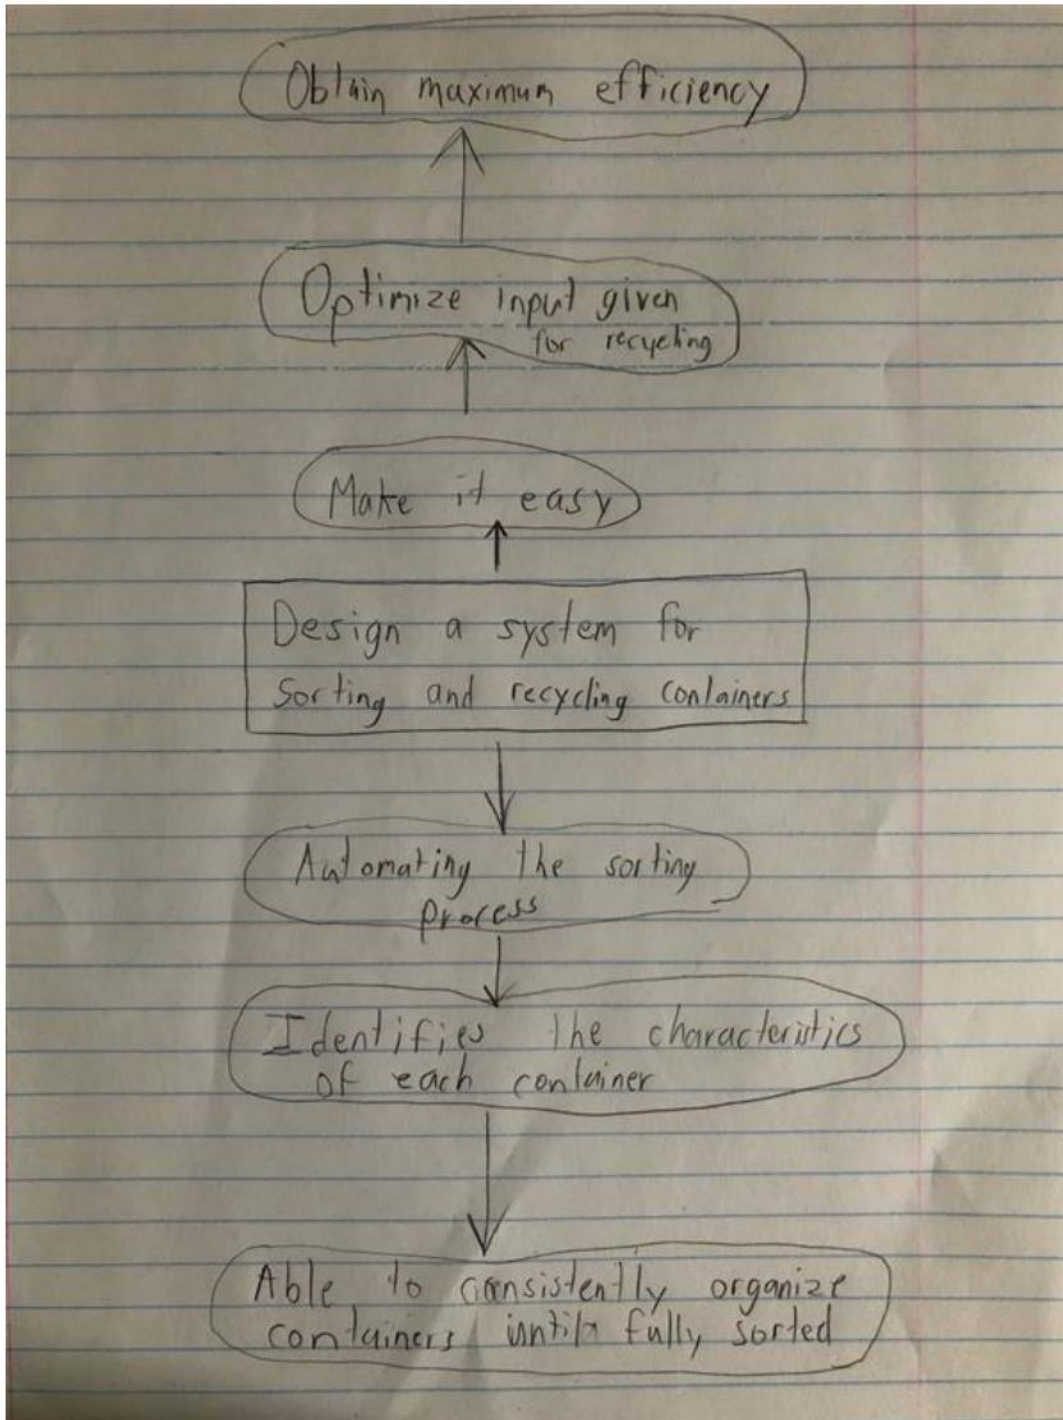 Obtain maximum efficiency
Optimize input given
for recycling
Make it easy
Design a system for
sorting and recycling containers
Automating the sorting
process
Identifies the characteristics
of each container
Able to consistently organize
containers until fully sorted